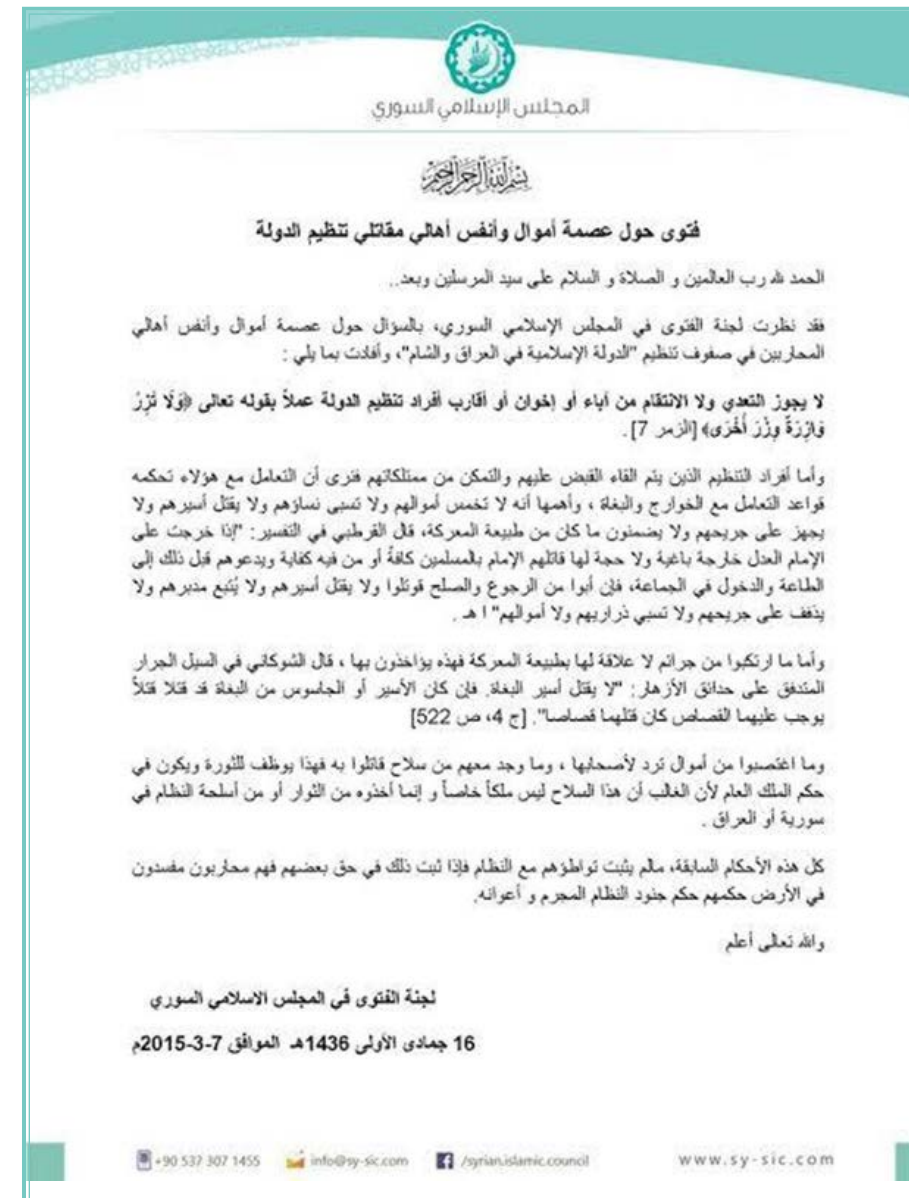 المجلس الإسلامي السوري
بسم الله الرحمن الرحيم
فتوى حول عصمة أموال وأنفس أهالي مقاتلي تنظيم الدولة
الحمد لله رب العالمين و الصلاة و السلام على سيد المرسلين وبعد..
فقد نظرت لجنة الفتوى في المجلس الإسلامي السوري، بالسؤال حول عصمة أموال وأنفس أهالي
المحاربين في صفوف تنظيم "الدولة الإسلامية في العراق والشام"، وأفادت بما يلي :
لا يجوز التعدي ولا الانتقام من آباء أو إخوان أو أقارب أفراد تنظيم الدولة عملاً بقوله تعالى ﴿وَلَا تَزِرُ
وَازِرَةٌ وِزْرَ أُخْرَى﴾ [الزمر 7] .
وأما أفراد التنظيم الذين يتم القاء القبض عليهم والتمكن من ممتلكاتهم فنرى أن التعامل مع هؤلاء تحكمه
قواعد التعامل مع الخوارج والبغاة ، وأهمها أنه لا تخمس أموالهم ولا تسبى نساؤهم ولا يقتل أسيرهم ولا
يجهز على جريحهم ولا يضمنون ما كان من طبيعة المعركة، قال القرطبي في التفسير: "إذا خرجت على
الإمام العدل خارجة باغية ولا حجة لها قاتلهم الإمام بالمسلمين كافةً أو من فيه كفاية ويدعوهم قبل ذلك إلى
الطاعة والدخول في الجماعة، فإن أبوا من الرجوع والصلح قوتلوا ولا يقتل أسيرهم ولا يُتبع مدبرهم ولا
يذفف على جريحهم ولا تسبي ذراريهم ولا أموالهم" ا هـ .
وأما ما ارتكبوا من جرائم لا علاقة لها بطبيعة المعركة فهذه يؤاخذون بها ، قال الشوكاني في السيل الجرار
المتدفق على حدائق الأزهار: "لا يقتل أسير البغاة. فإن كان الأسير أو الجاسوس من البغاة قد قتلا قتلاً
يوجب عليهما القصاص كان قتلهما قصاصا". [ج 4، ص 522]
وما اغتصبوا من أموال ترد لأصحابها ، وما وجد معهم من سلاح قاتلوا به فهذا يوظف للثورة ويكون في
حكم الملك العام لأن الغالب أن هذا السلاح ليس ملكاً خاصاً و إنما أخذوه من الثوار أو من أسلحة النظام في
سورية أو العراق .
كل هذه الأحكام السابقة، مالم يثبت تواطؤهم مع النظام فإذا ثبت ذلك في حق بعضهم فهم محاربون مفسدون
في الأرض حكمهم حكم جنود النظام المجرم و أعوانه.
والله تعالى أعلم
لجنة الفتوى في المجلس الاسلامي السوري
16 جمادى الأولى 1436هـ الموافق 7-3-2015م
+90 537 307 1455 info@sy-sic.com /syrian.islamic.council www.sy-sic.com